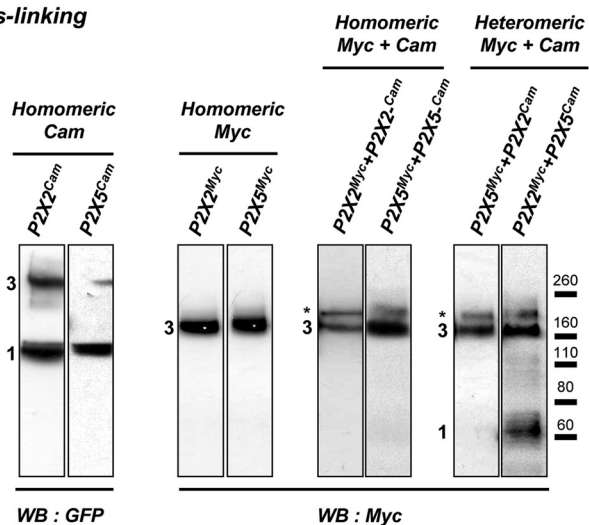 s-linking
Homomeric
Myc + Cam
Heteromeric
Myc + Cam
Homomeric
Cam
Homomeric
Myc
P2X2Cam
P2X5Cam
P2X2Myc
P2X5Myc
P2X2Myc+P2X2-Cam
P2X5Myc+P2X5-Cam
P2X5Myc+P2X2Cam
P2X2Myc+P2X5Cam
3
1
3
*
3
*
3
1
260
160
110
80
60
WB : GFP
WB : Myc